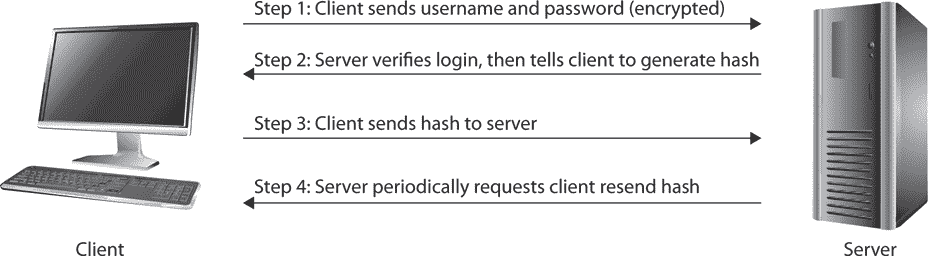 Step 1: Client sends username and password (encrypted)
Step 2: Server verifies login, then tells client to generate hash
Step 3: Client sends hash to server
Step 4: Server periodically requests client resend hash
Client
Server